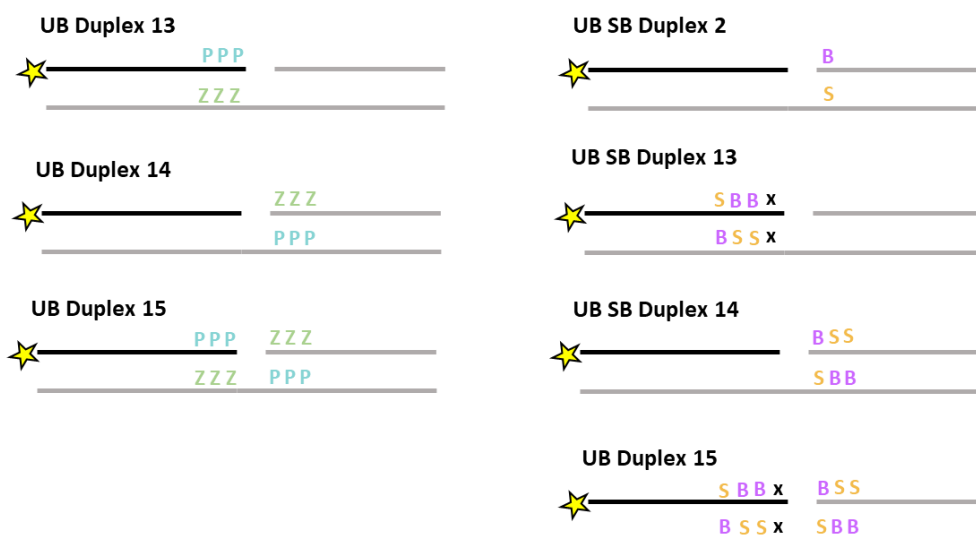 UB Duplex 13
PPP
ZZZ
UB Duplex 14
ZZZ
PPP
UB Duplex 15
PPP ZZZ
ZZZ PPP
UB SB Duplex 2
B
S
UB SB Duplex 13
SBBx
BSSx
UB SB Duplex 14
BSS
SBB
UB Duplex 15
SBBx BSS
BSSx SBB